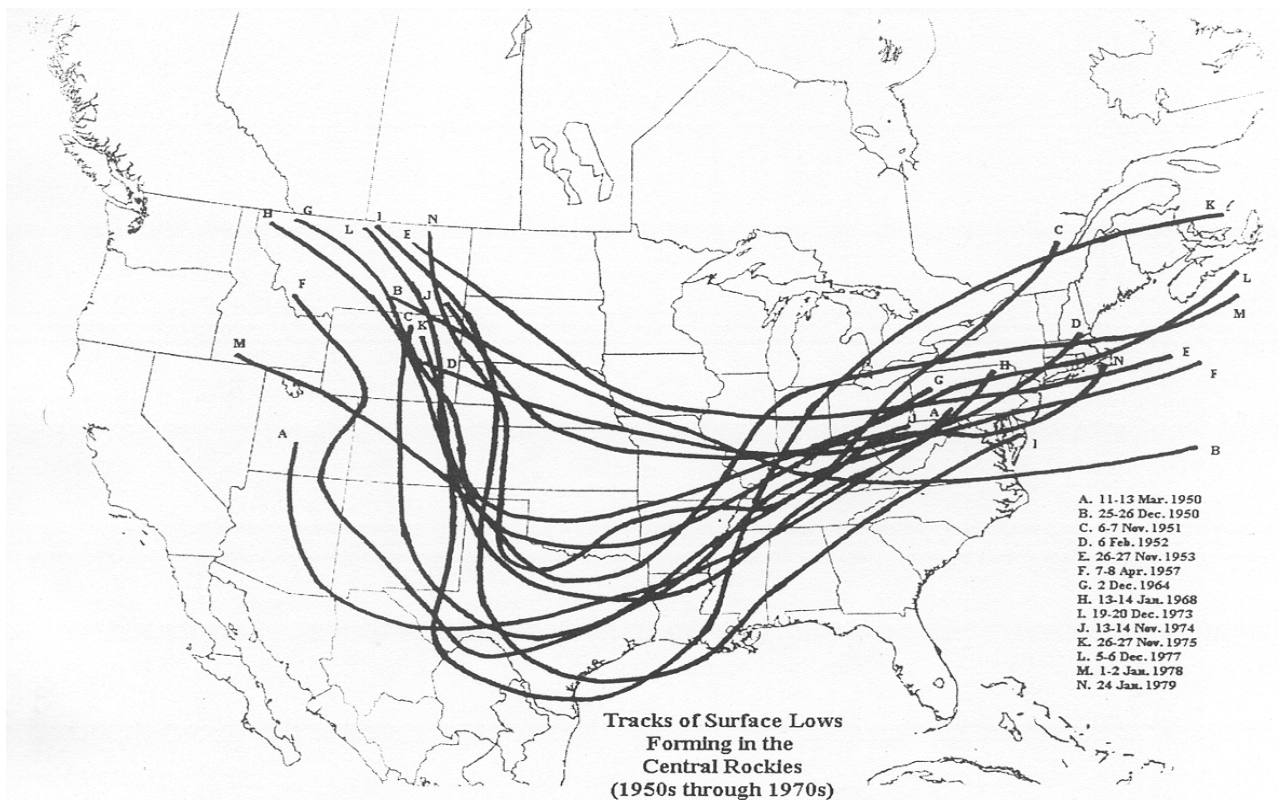 K
C
H
G
I
N
L
E
L
F
B
J
M
C
K
D
M
D
H
E
N
F
G
A
J
A
I
B
A. 11-13 Mar. 1950
B. 25-26 Dec. 1950
C. 6-7 Nov. 1951
D. 6 Feb. 1952
E. 26-27 Nov. 1953
F. 7-8 Apr. 1957
G. 2 Dec. 1964
H. 13-14 Jan. 1968
I. 19-20 Dec. 1973
J. 13-14 Nov. 1974
K. 26-27 Nov. 1975
L. 5-6 Dec. 1977
M. 1-2 Jan. 1978
N. 24 Jan. 1979
Tracks of Surface Lows
Forming in the
Central Rockies
(1950s through 1970s)